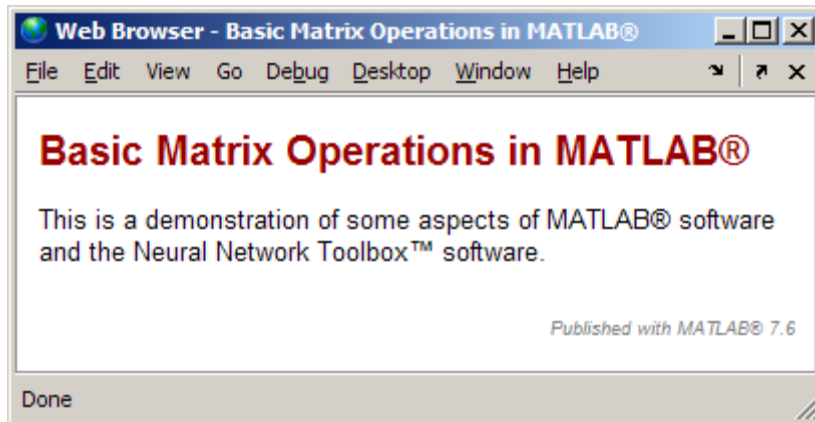 Web Browser - Basic Matrix Operations in MATLAB®
File Edit View Go Debug Desktop Window Help
Basic Matrix Operations in MATLAB®
This is a demonstration of some aspects of MATLAB® software
and the Neural Network Toolbox™ software.
Published with MATLAB® 7.6
Done